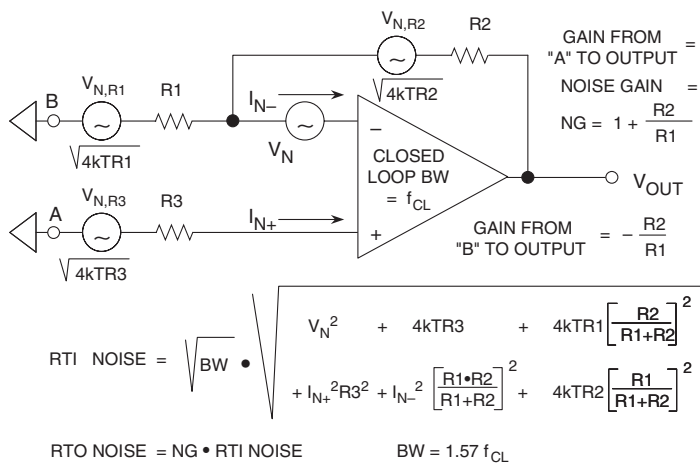 V_N,R2
R2
√4kTR2
GAIN FROM "A" TO OUTPUT =
NOISE GAIN =
NG = 1 + R2/R1
B
V_N,R1
R1
I_N–
√4kTR1
V_N
–
CLOSED LOOP BW = f_CL
V_OUT
A
V_N,R3
R3
I_N+
+
√4kTR3
GAIN FROM "B" TO OUTPUT = – R2/R1
RTI NOISE = √BW • √
V_N² + 4kTR3 + 4kTR1 [R2/(R1+R2)]²
+ I_N+² R3² + I_N–² [R1•R2/(R1+R2)]² + 4kTR2 [R1/(R1+R2)]²
RTO NOISE = NG • RTI NOISE
BW = 1.57 f_CL